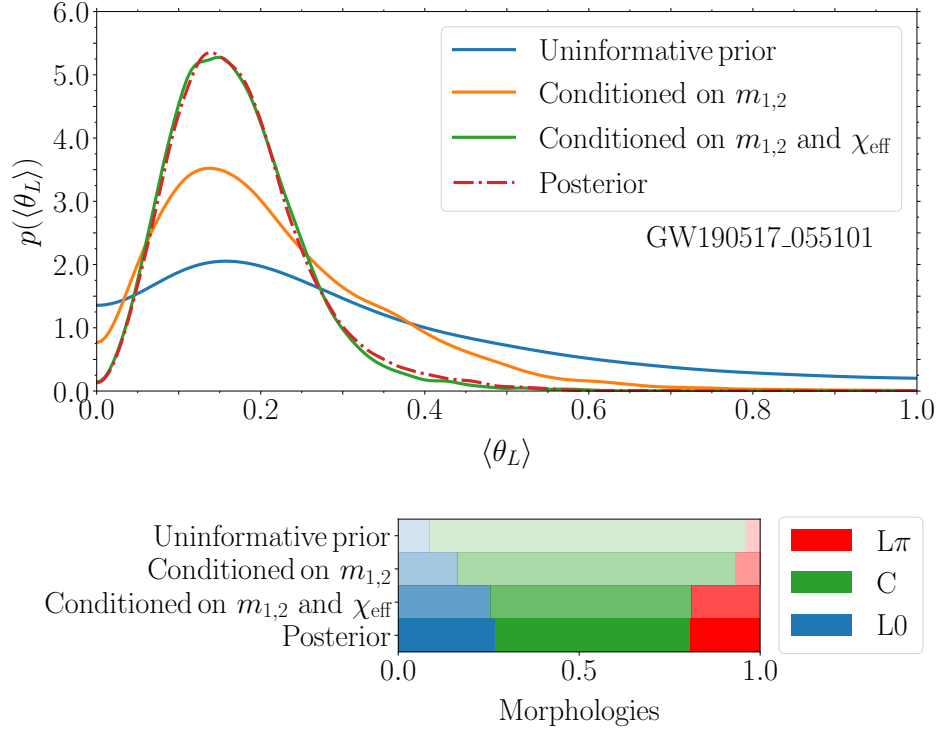 6.0
5.0
4.0
3.0
2.0
1.0
0.0
p(⟨θ_L⟩)
Uninformative prior
Conditioned on m_{1,2}
Conditioned on m_{1,2} and χ_eff
Posterior
GW190517_055101
0.0 0.2 0.4 0.6 0.8 1.0
⟨θ_L⟩
Uninformative prior
Conditioned on m_{1,2}
Conditioned on m_{1,2} and χ_eff
Posterior
0.0 0.5 1.0
Morphologies
Lπ
C
L0